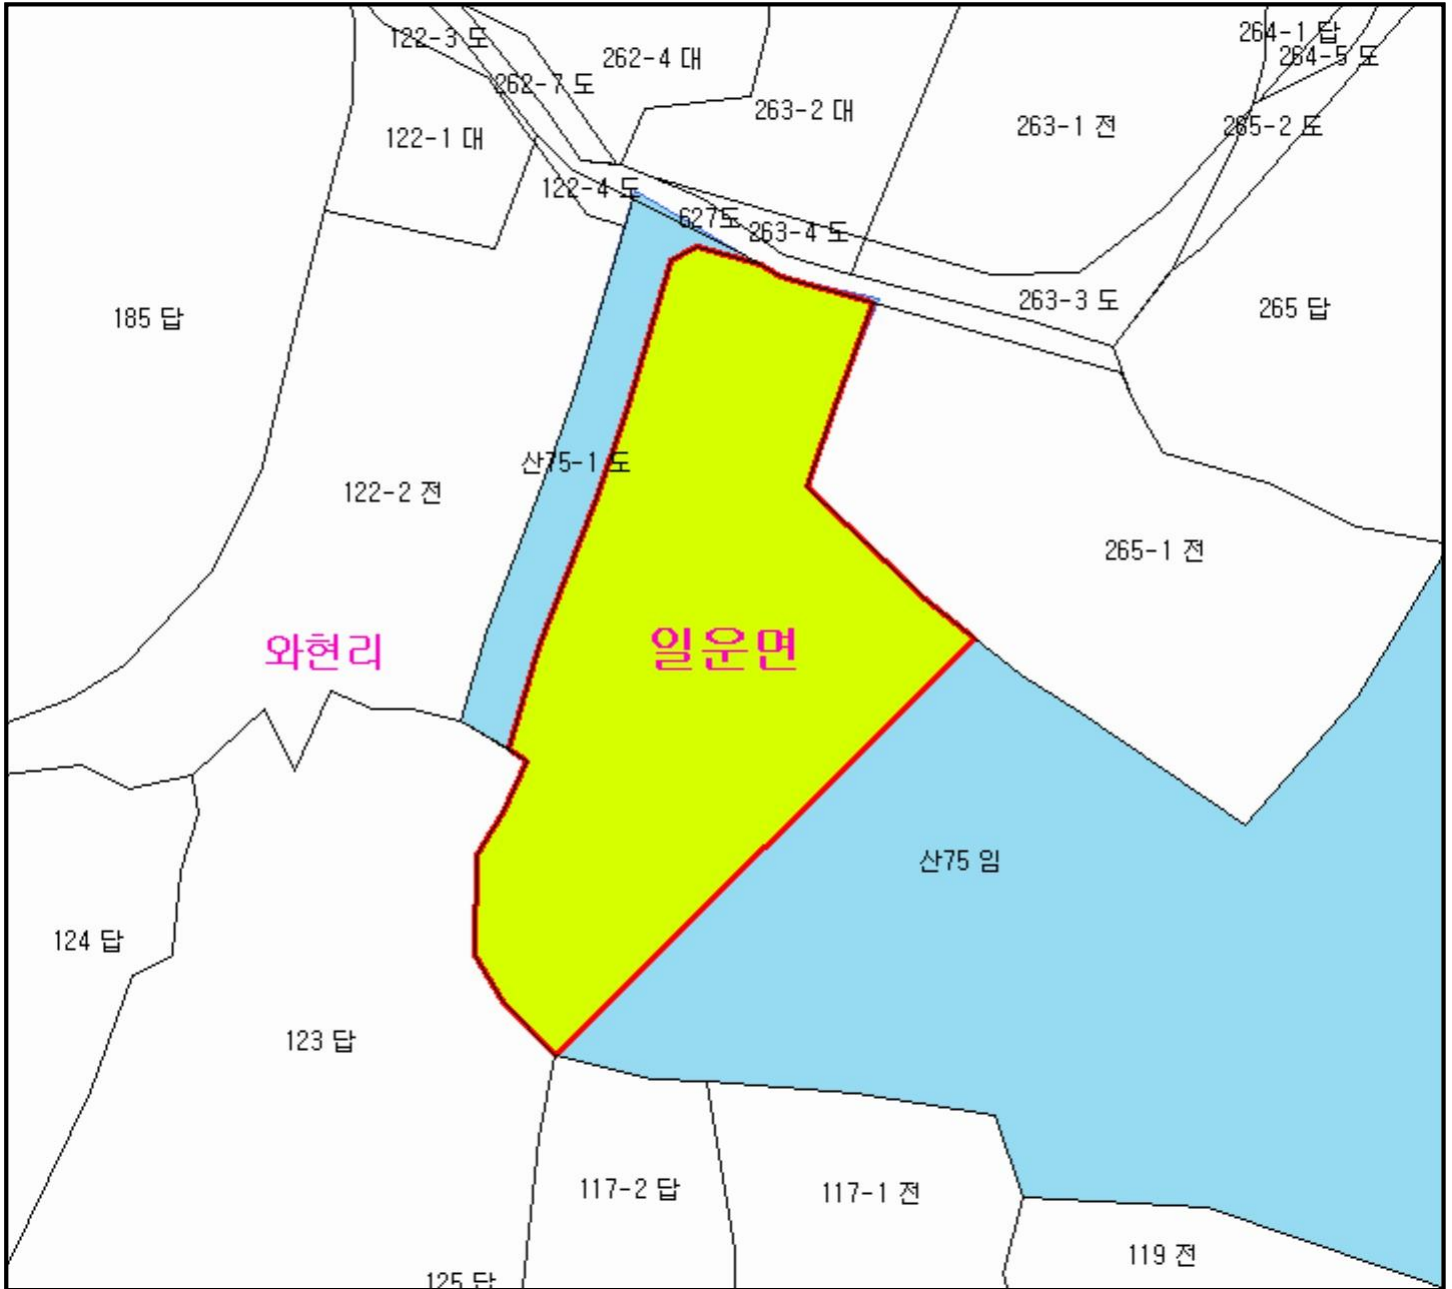 122-3 도
264-1 답
262-4 대
264-5 도
262-7 도
263-2 대
263-1 전
265-2 도
122-1 대
122-4 도
627도
263-4 도
263-3 도
265 답
185 답
산75-1 도
122-2 전
265-1 전
와현리
일운면
산75 임
124 답
123 답
117-2 답
117-1 전
119 전
125 답